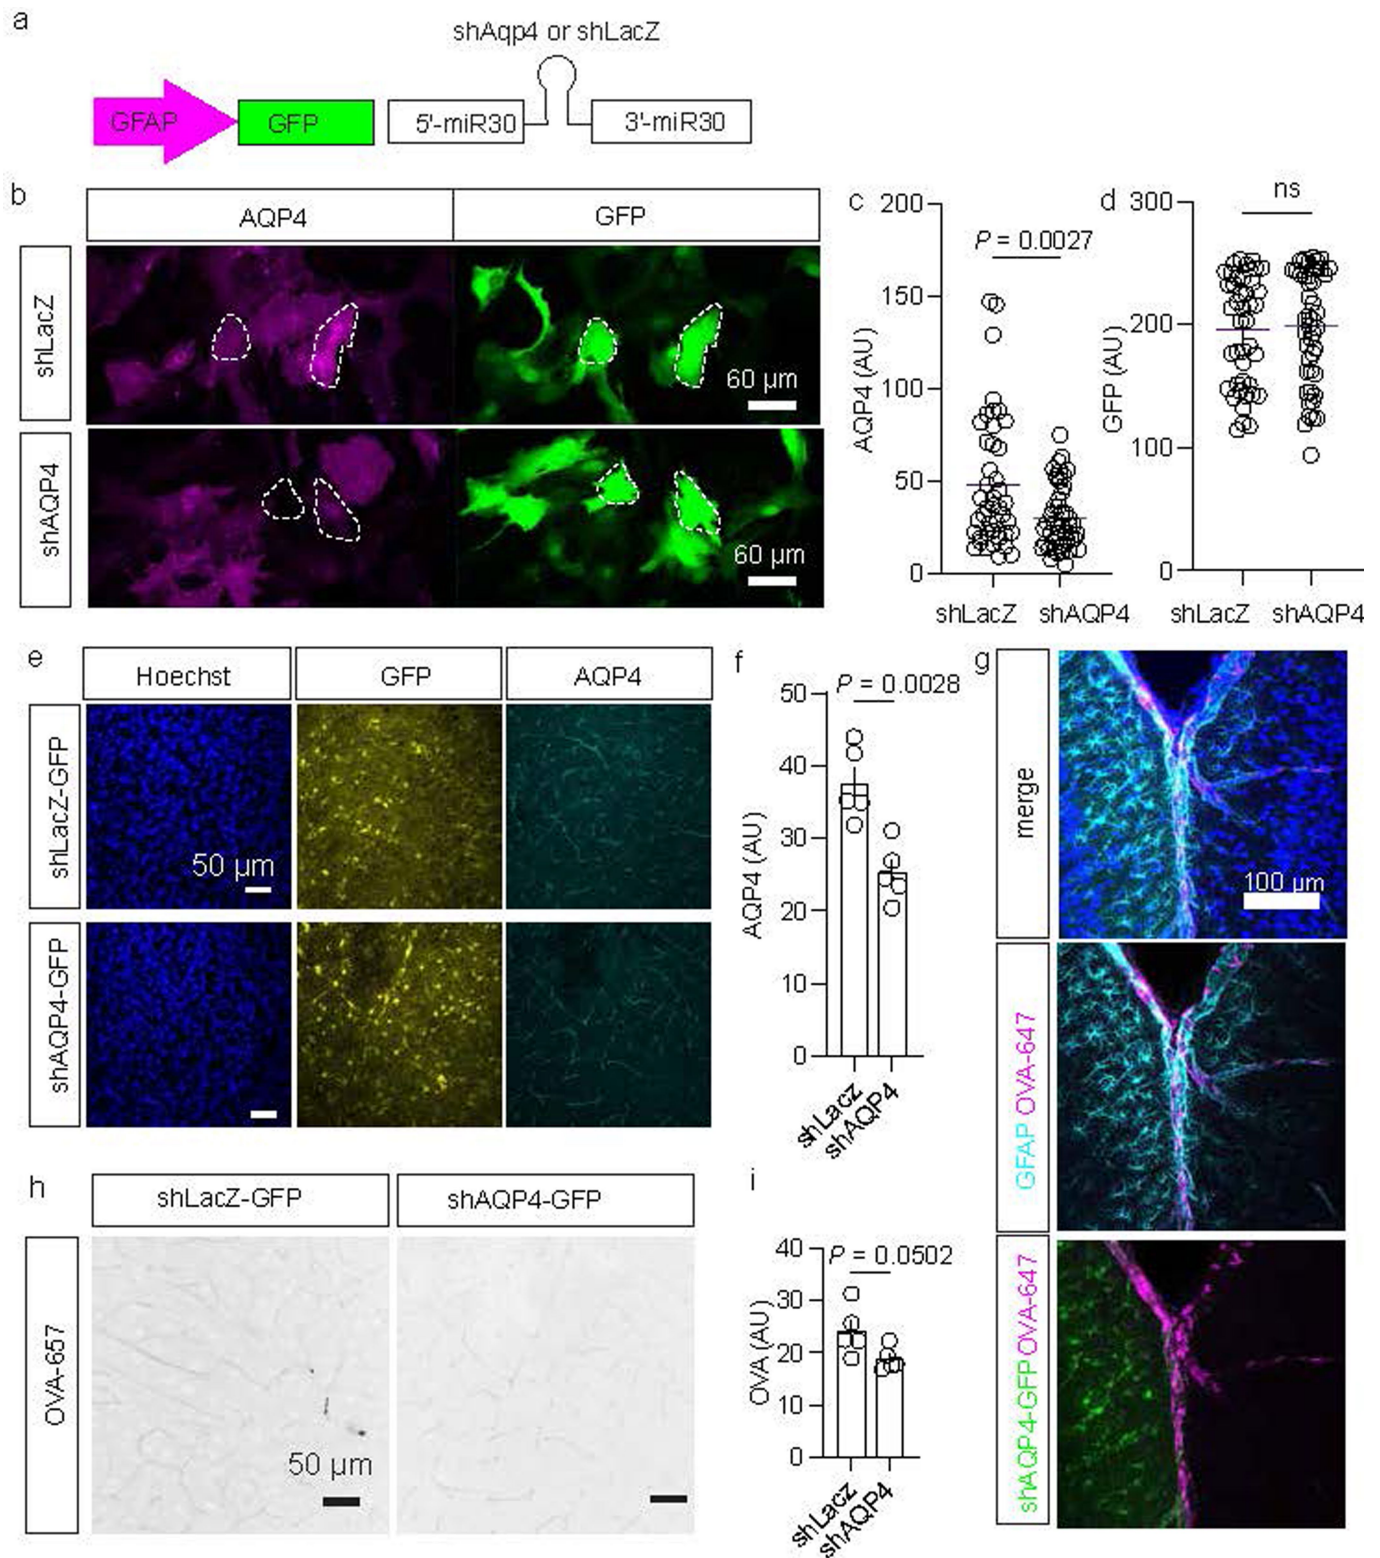 a
shAqp4 or shLacZ
GFAP
GFP
5'-miR30
3'-miR30
b
AQP4
GFP
shLacZ
60 µm
shAQP4
60 µm
c
200
150
100
50
0
AQP4 (AU)
P = 0.0027
shLacZ
shAQP4
d
300
200
100
0
GFP (AU)
ns
shLacZ
shAQP4
e
Hoechst
GFP
AQP4
shLacZ-GFP
50 µm
shAQP4-GFP
f
50
40
30
20
10
0
AQP4 (AU)
P = 0.0028
shLacZ
shAQP4
g
merge
100 µm
GFAP OVA-647
shAQP4-GFP OVA-647
h
shLacZ-GFP
shAQP4-GFP
OVA-657
50 µm
i
40
30
20
10
0
OVA (AU)
P = 0.0502
shLacZ
shAQP4